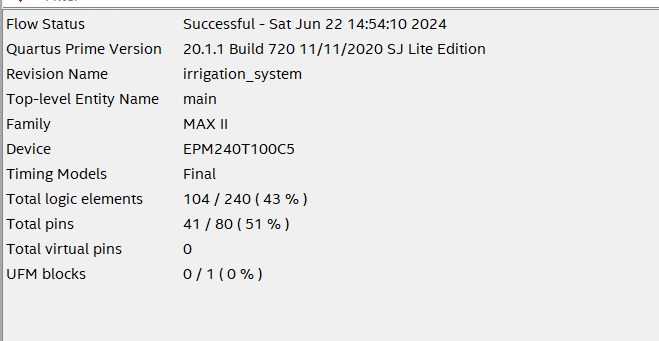 Flow Status Successful - Sat Jun 22 14:54:10 2024
Quartus Prime Version 20.1.1 Build 720 11/11/2020 SJ Lite Edition
Revision Name irrigation_system
Top-level Entity Name main
Family MAX II
Device EPM240T100C5
Timing Models Final
Total logic elements 104 / 240 ( 43 % )
Total pins 41 / 80 ( 51 % )
Total virtual pins 0
UFM blocks 0 / 1 ( 0 % )